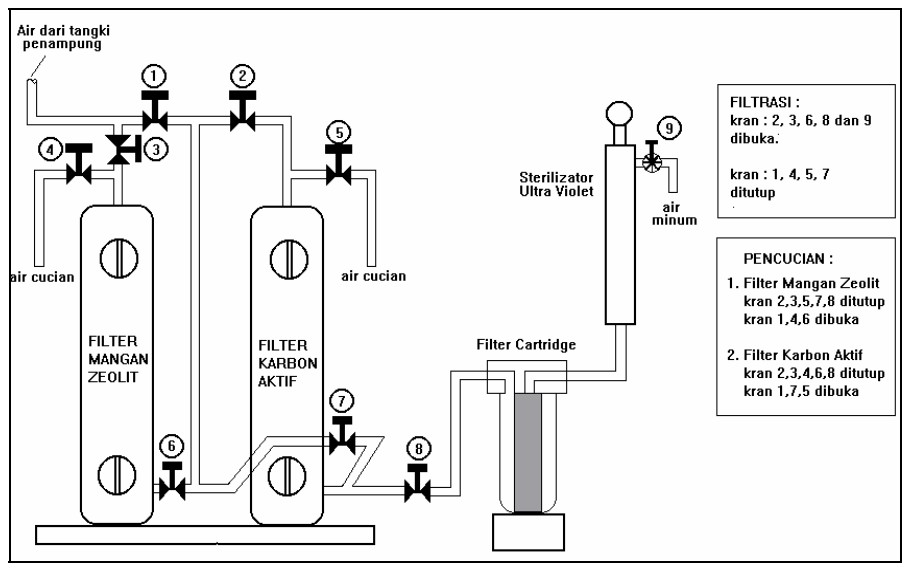 Air dari tangki
penampung
1
2
3
4
5
air cucian
air cucian
FILTER
MANGAN
ZEOLIT
FILTER
KARBON
AKTIF
6
7
8
Filter Cartridge
Sterilizator
Ultra Violet
9
air
minum
FILTRASI :
kran : 2, 3, 6, 8 dan 9
dibuka.
kran : 1, 4, 5, 7
ditutup
PENCUCIAN :
1. Filter Mangan Zeolit
kran 2,3,5,7,8 ditutup
kran 1,4,6 dibuka
2. Filter Karbon Aktif
kran 2,3,4,6,8 ditutup
kran 1,7,5 dibuka